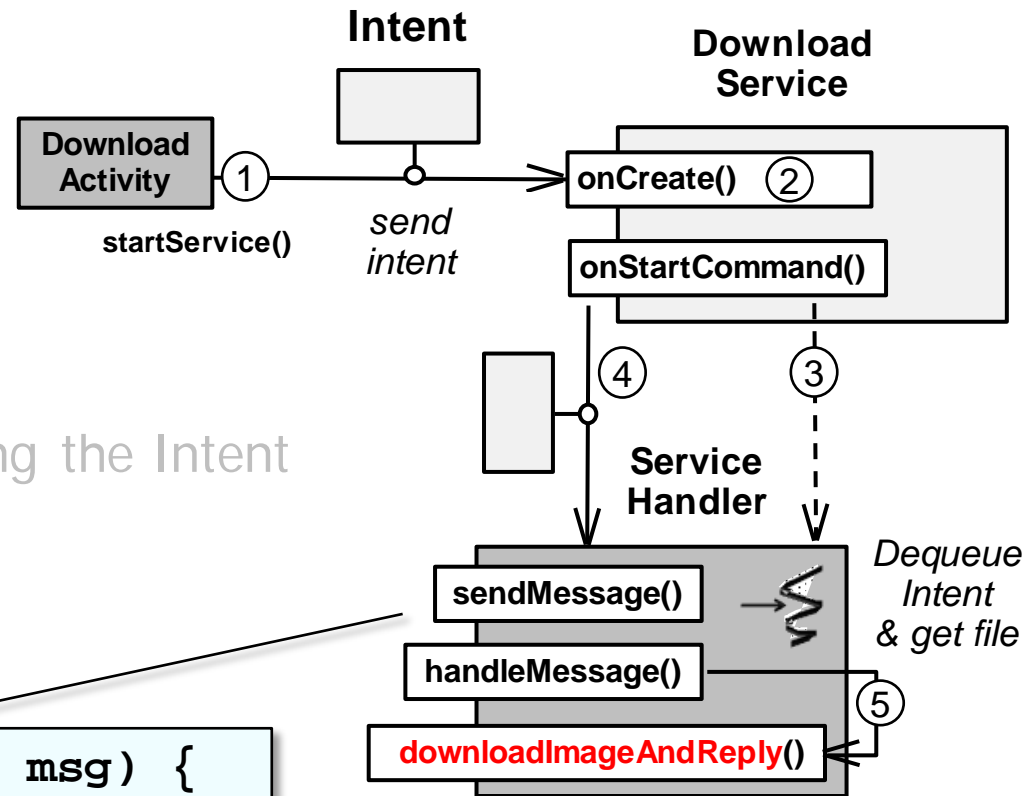 Intent
Download
Service
Download
Activity
1
startService()
send
intent
onCreate()
2
onStartCommand()
4
3
ng the Intent
Service
Handler
Dequeue
Intent
& get file
sendMessage()
handleMessage()
5
downloadImageAndReply()
msg) {